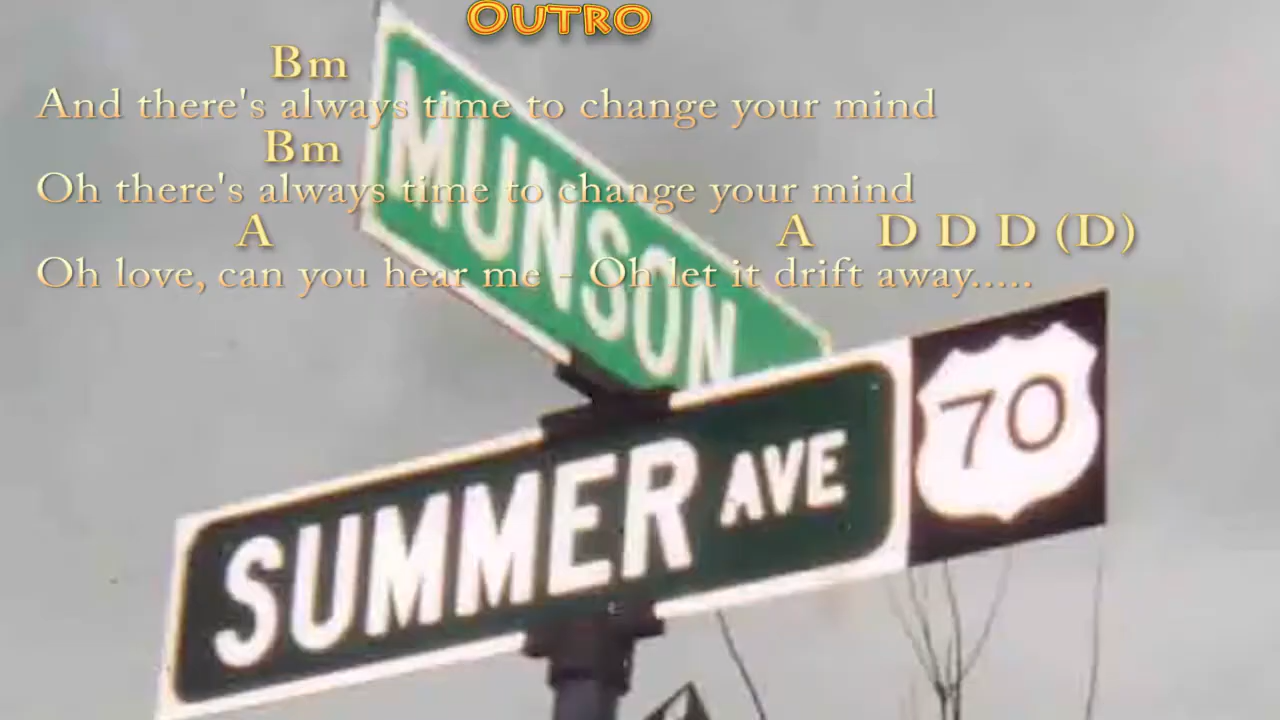 OUTRO
Bm
And there's always time to change your mind
Bm
Oh there's always time to change your mind
A A D D D (D)
Oh love, can you hear me - Oh let it drift away.....
MUNSON
SUMMER AVE 70